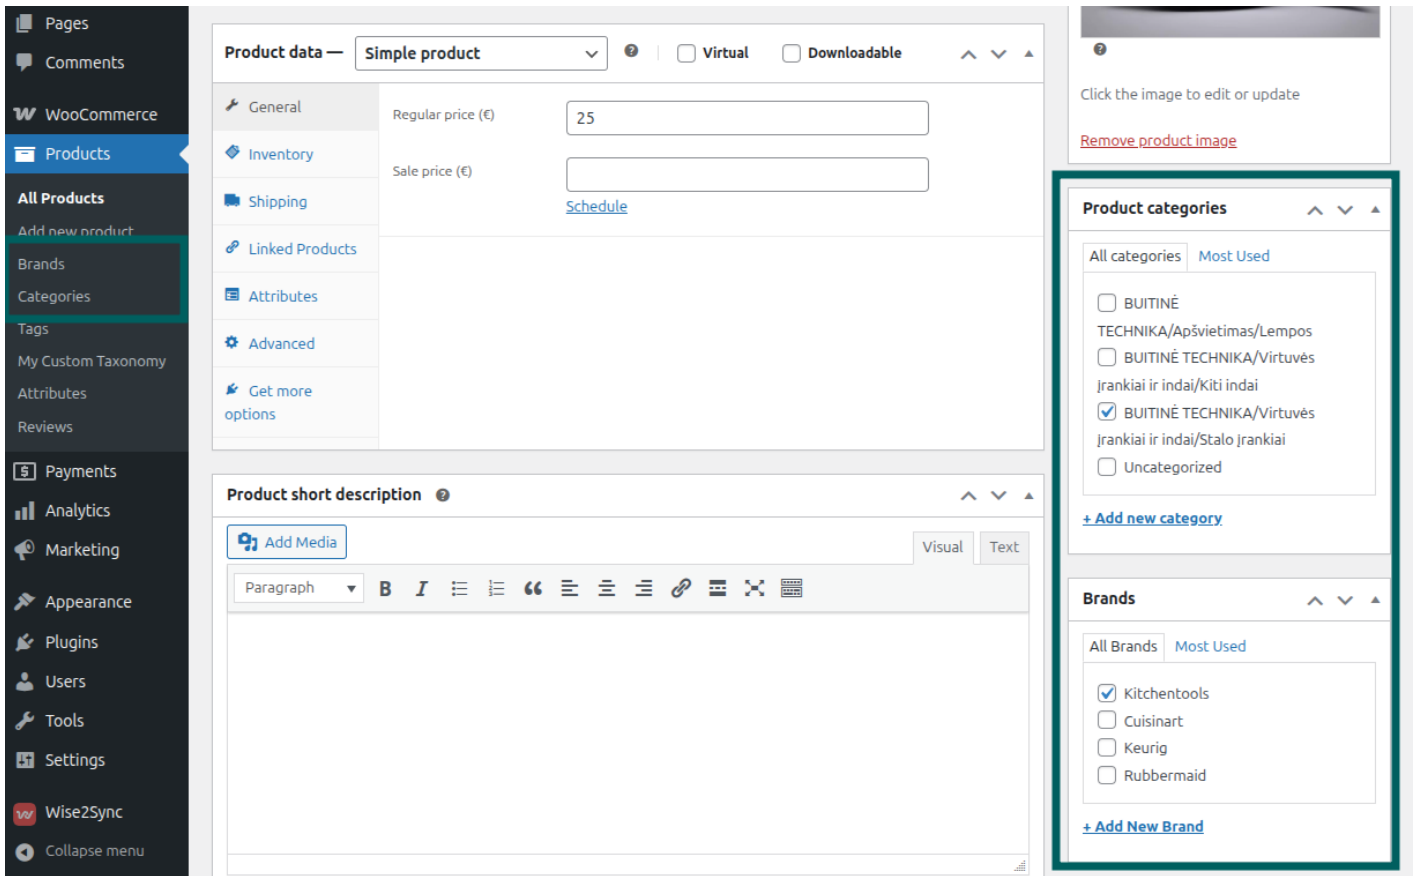 Pages
Comments
WooCommerce
Products
All Products
Add new product
Brands
Categories
Tags
My Custom Taxonomy
Attributes
Reviews
Payments
Analytics
Marketing
Appearance
Plugins
Users
Tools
Settings
Wise2Sync
Collapse menu
Product data — Simple product Virtual Downloadable
General
Inventory
Shipping
Linked Products
Attributes
Advanced
Get more
options
Regular price (€) 25
Sale price (€)
Schedule
Product short description
Add Media
Visual Text
Paragraph
Click the image to edit or update
Remove product image
Product categories
All categories Most Used
BUITINĖ
TECHNIKA/Apšvietimas/Lempos
BUITINĖ TECHNIKA/Virtuvės
įrankiai ir indai/Kiti indai
BUITINĖ TECHNIKA/Virtuvės
įrankiai ir indai/Stalo įrankiai
Uncategorized
+ Add new category
Brands
All Brands Most Used
Kitchentools
Cuisinart
Keurig
Rubbermaid
+ Add New Brand